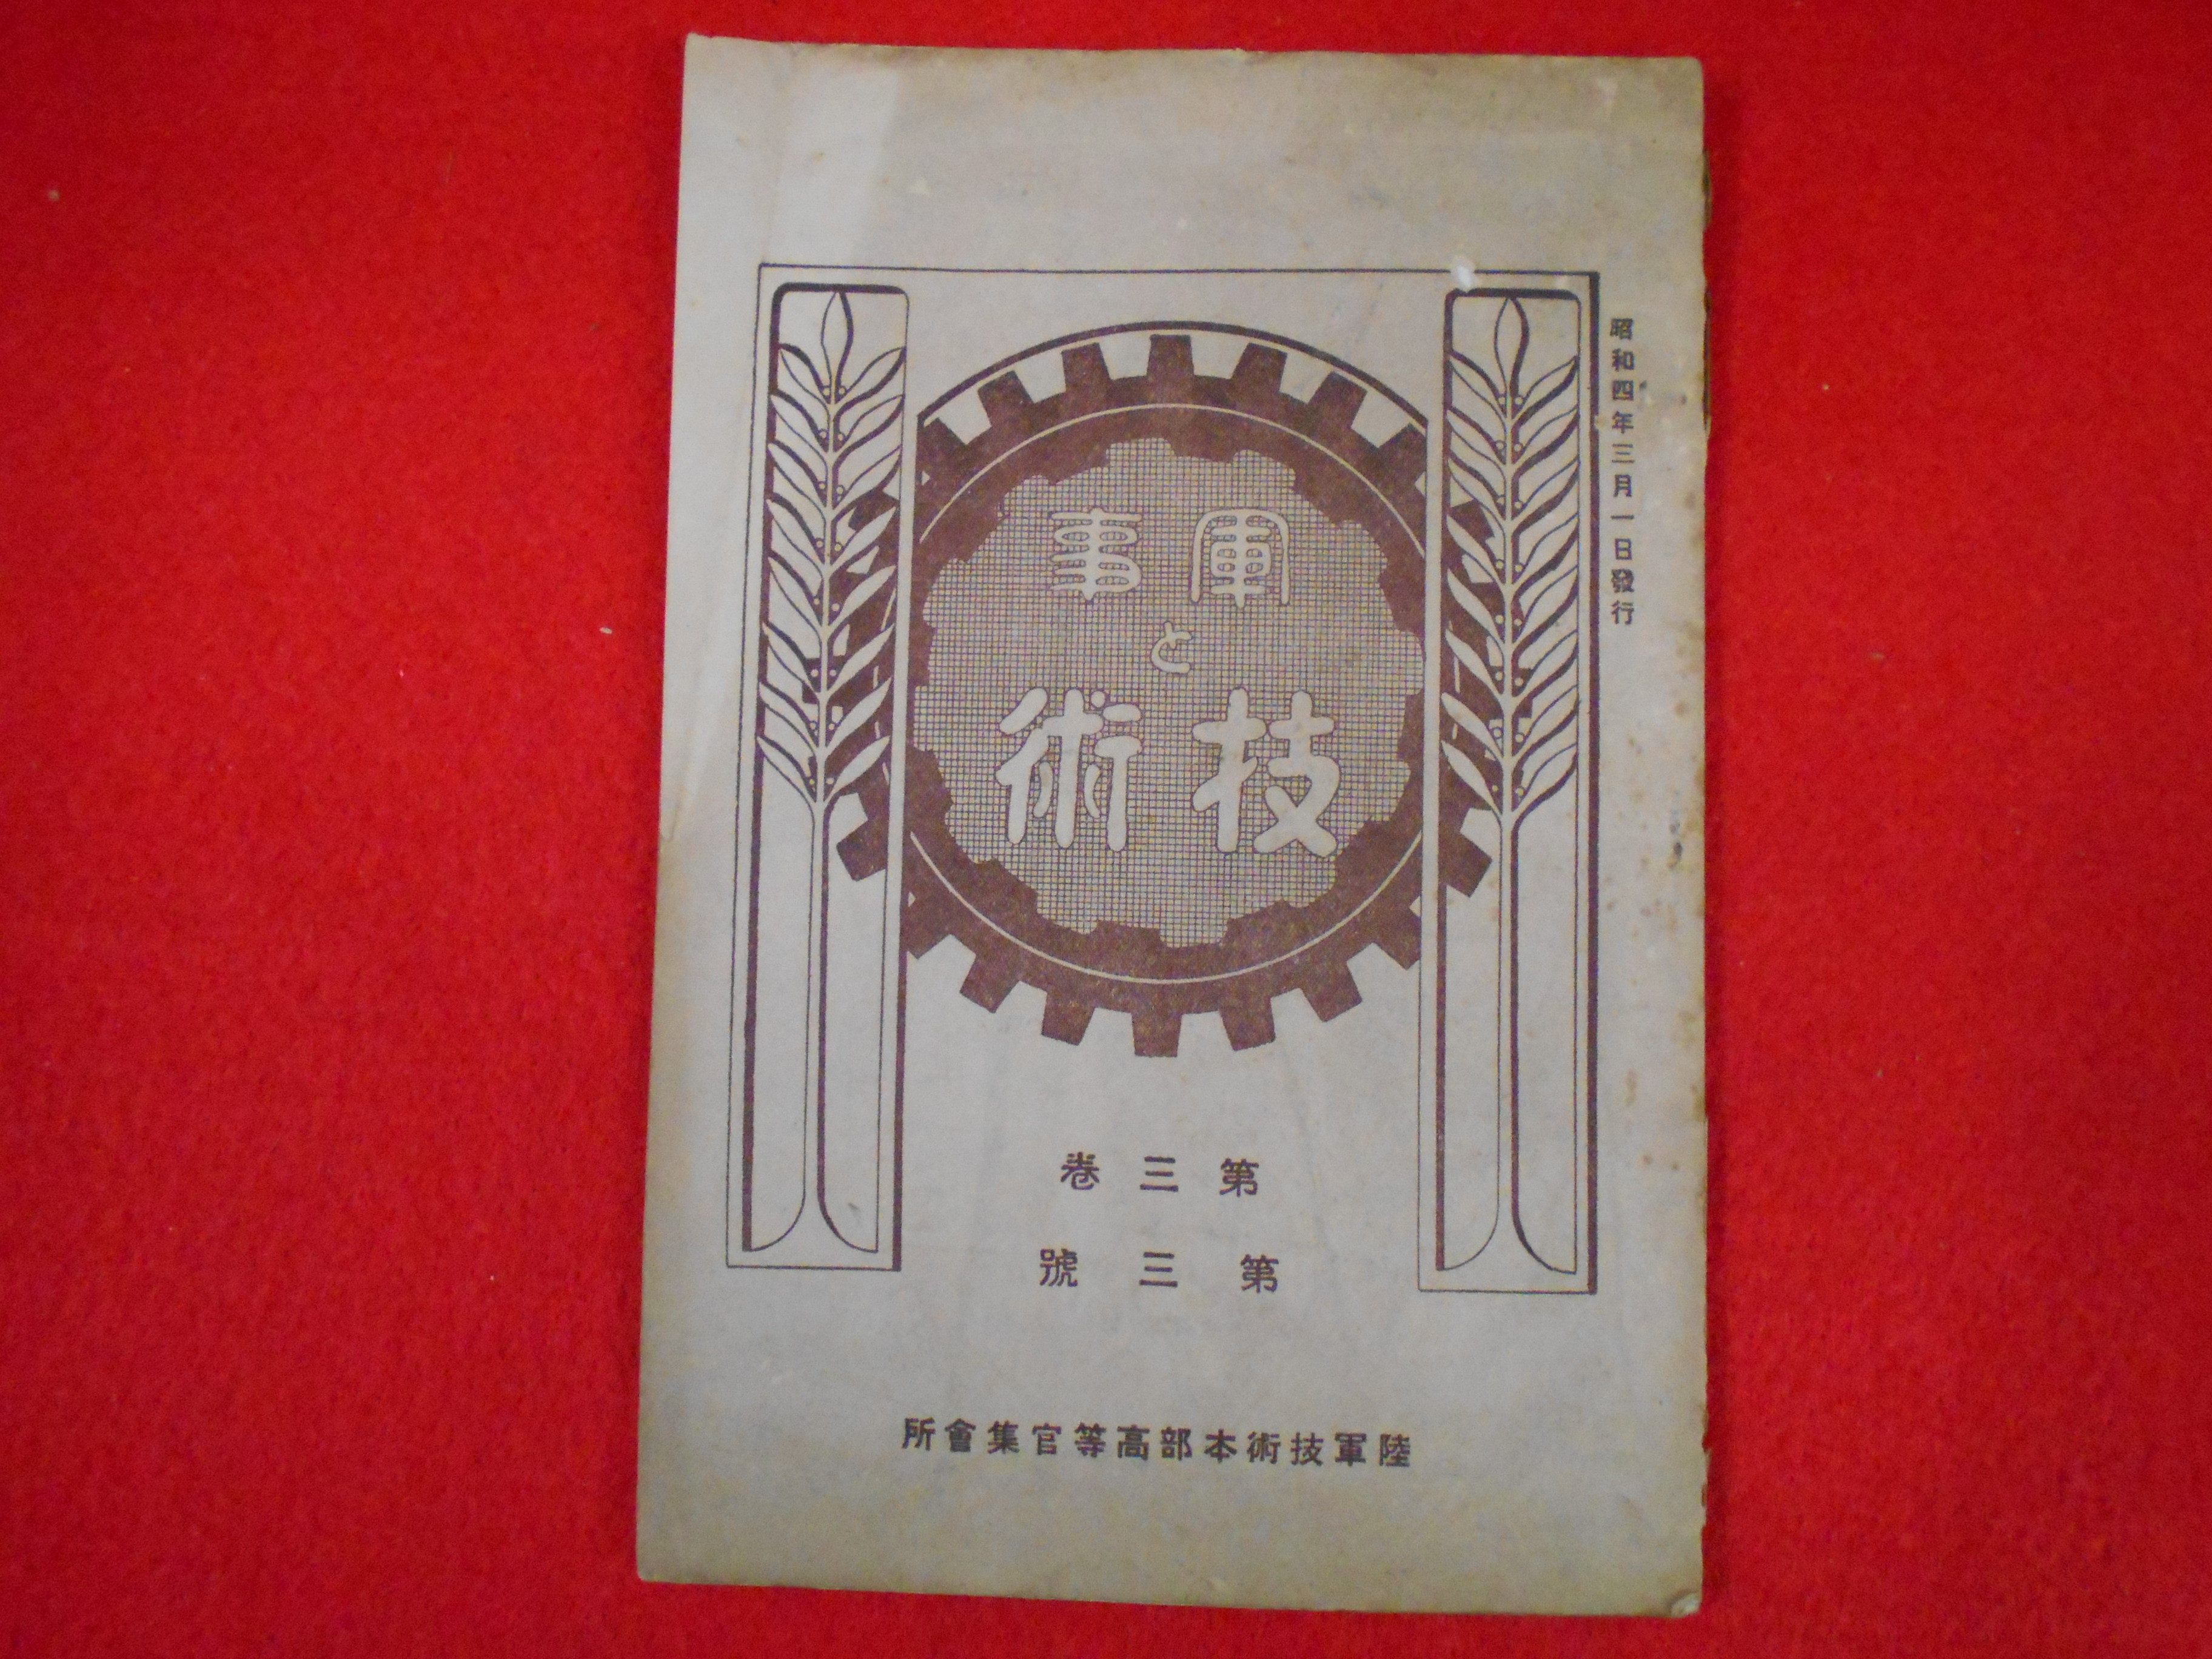 昭和四年三月一日發行
軍事
と
技術
第三卷
第三號
陸軍技術本部高等官集會所